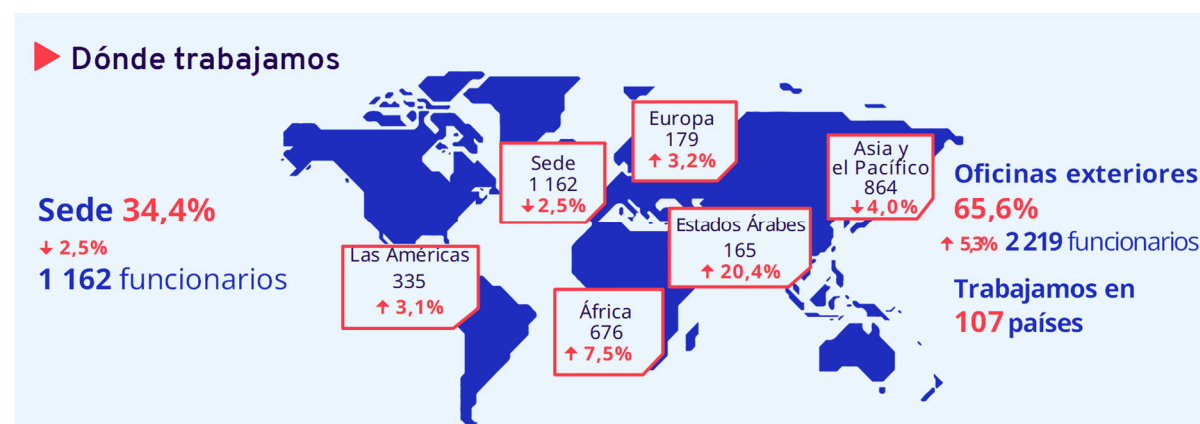 Dónde trabajamos
Sede 34,4%
↓ 2,5%
1 162 funcionarios
Las Américas
335
↑ 3,1%
Sede
1 162
↓ 2,5%
Europa
179
↑ 3,2%
África
676
↑ 7,5%
Estados Árabes
165
↑ 20,4%
Asia y
el Pacífico
864
↓ 4,0%
Oficinas exteriores
65,6%
↑ 5,3% 2 219 funcionarios
Trabajamos en
107 países